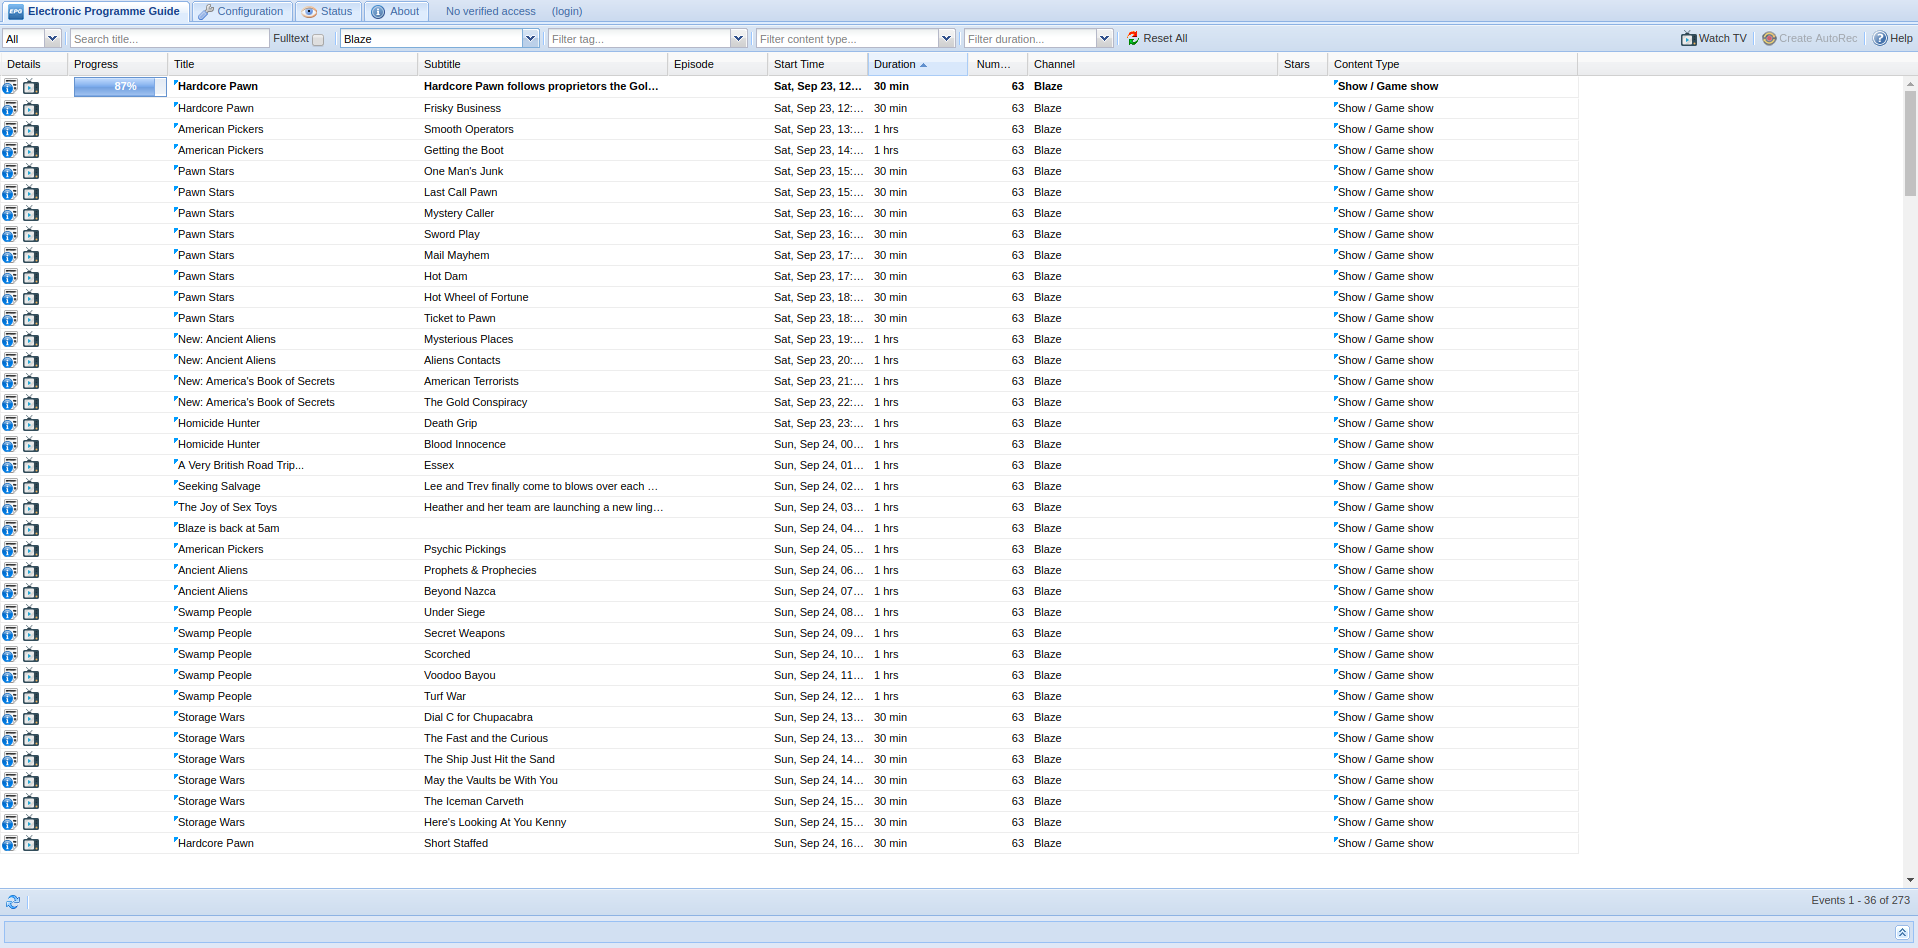 EPG Electronic Programme Guide Configuration Status About No verified access (login)
All Search title... Fulltext Blaze Filter tag... Filter content type... Filter duration... Reset All Watch TV Create AutoRec Help
Details Progress Title Subtitle Episode Start Time Duration Num... Channel Stars Content Type
87% Hardcore Pawn Hardcore Pawn follows proprietors the Gol... Sat, Sep 23, 12... 30 min 63 Blaze Show / Game show
Hardcore Pawn Frisky Business Sat, Sep 23, 12:... 30 min 63 Blaze Show / Game show
American Pickers Smooth Operators Sat, Sep 23, 13:... 1 hrs 63 Blaze Show / Game show
American Pickers Getting the Boot Sat, Sep 23, 14:... 1 hrs 63 Blaze Show / Game show
Pawn Stars One Man's Junk Sat, Sep 23, 15:... 30 min 63 Blaze Show / Game show
Pawn Stars Last Call Pawn Sat, Sep 23, 15:... 30 min 63 Blaze Show / Game show
Pawn Stars Mystery Caller Sat, Sep 23, 16:... 30 min 63 Blaze Show / Game show
Pawn Stars Sword Play Sat, Sep 23, 16:... 30 min 63 Blaze Show / Game show
Pawn Stars Mail Mayhem Sat, Sep 23, 17:... 30 min 63 Blaze Show / Game show
Pawn Stars Hot Dam Sat, Sep 23, 17:... 30 min 63 Blaze Show / Game show
Pawn Stars Hot Wheel of Fortune Sat, Sep 23, 18:... 30 min 63 Blaze Show / Game show
Pawn Stars Ticket to Pawn Sat, Sep 23, 18:... 30 min 63 Blaze Show / Game show
New: Ancient Aliens Mysterious Places Sat, Sep 23, 19:... 1 hrs 63 Blaze Show / Game show
New: Ancient Aliens Aliens Contacts Sat, Sep 23, 20:... 1 hrs 63 Blaze Show / Game show
New: America's Book of Secrets American Terrorists Sat, Sep 23, 21:... 1 hrs 63 Blaze Show / Game show
New: America's Book of Secrets The Gold Conspiracy Sat, Sep 23, 22:... 1 hrs 63 Blaze Show / Game show
Homicide Hunter Death Grip Sat, Sep 23, 23:... 1 hrs 63 Blaze Show / Game show
Homicide Hunter Blood Innocence Sun, Sep 24, 00... 1 hrs 63 Blaze Show / Game show
A Very British Road Trip... Essex Sun, Sep 24, 01... 1 hrs 63 Blaze Show / Game show
Seeking Salvage Lee and Trev finally come to blows over each ... Sun, Sep 24, 02... 1 hrs 63 Blaze Show / Game show
The Joy of Sex Toys Heather and her team are launching a new ling... Sun, Sep 24, 03... 1 hrs 63 Blaze Show / Game show
Blaze is back at 5am Sun, Sep 24, 04... 1 hrs 63 Blaze Show / Game show
American Pickers Psychic Pickings Sun, Sep 24, 05... 1 hrs 63 Blaze Show / Game show
Ancient Aliens Prophets & Prophecies Sun, Sep 24, 06... 1 hrs 63 Blaze Show / Game show
Ancient Aliens Beyond Nazca Sun, Sep 24, 07... 1 hrs 63 Blaze Show / Game show
Swamp People Under Siege Sun, Sep 24, 08... 1 hrs 63 Blaze Show / Game show
Swamp People Secret Weapons Sun, Sep 24, 09... 1 hrs 63 Blaze Show / Game show
Swamp People Scorched Sun, Sep 24, 10... 1 hrs 63 Blaze Show / Game show
Swamp People Voodoo Bayou Sun, Sep 24, 11... 1 hrs 63 Blaze Show / Game show
Swamp People Turf War Sun, Sep 24, 12... 1 hrs 63 Blaze Show / Game show
Storage Wars Dial C for Chupacabra Sun, Sep 24, 13... 30 min 63 Blaze Show / Game show
Storage Wars The Fast and the Curious Sun, Sep 24, 13... 30 min 63 Blaze Show / Game show
Storage Wars The Ship Just Hit the Sand Sun, Sep 24, 14... 30 min 63 Blaze Show / Game show
Storage Wars May the Vaults be With You Sun, Sep 24, 14... 30 min 63 Blaze Show / Game show
Storage Wars The Iceman Carveth Sun, Sep 24, 15... 30 min 63 Blaze Show / Game show
Storage Wars Here's Looking At You Kenny Sun, Sep 24, 15... 30 min 63 Blaze Show / Game show
Hardcore Pawn Short Staffed Sun, Sep 24, 16... 30 min 63 Blaze Show / Game show
Events 1 - 36 of 273